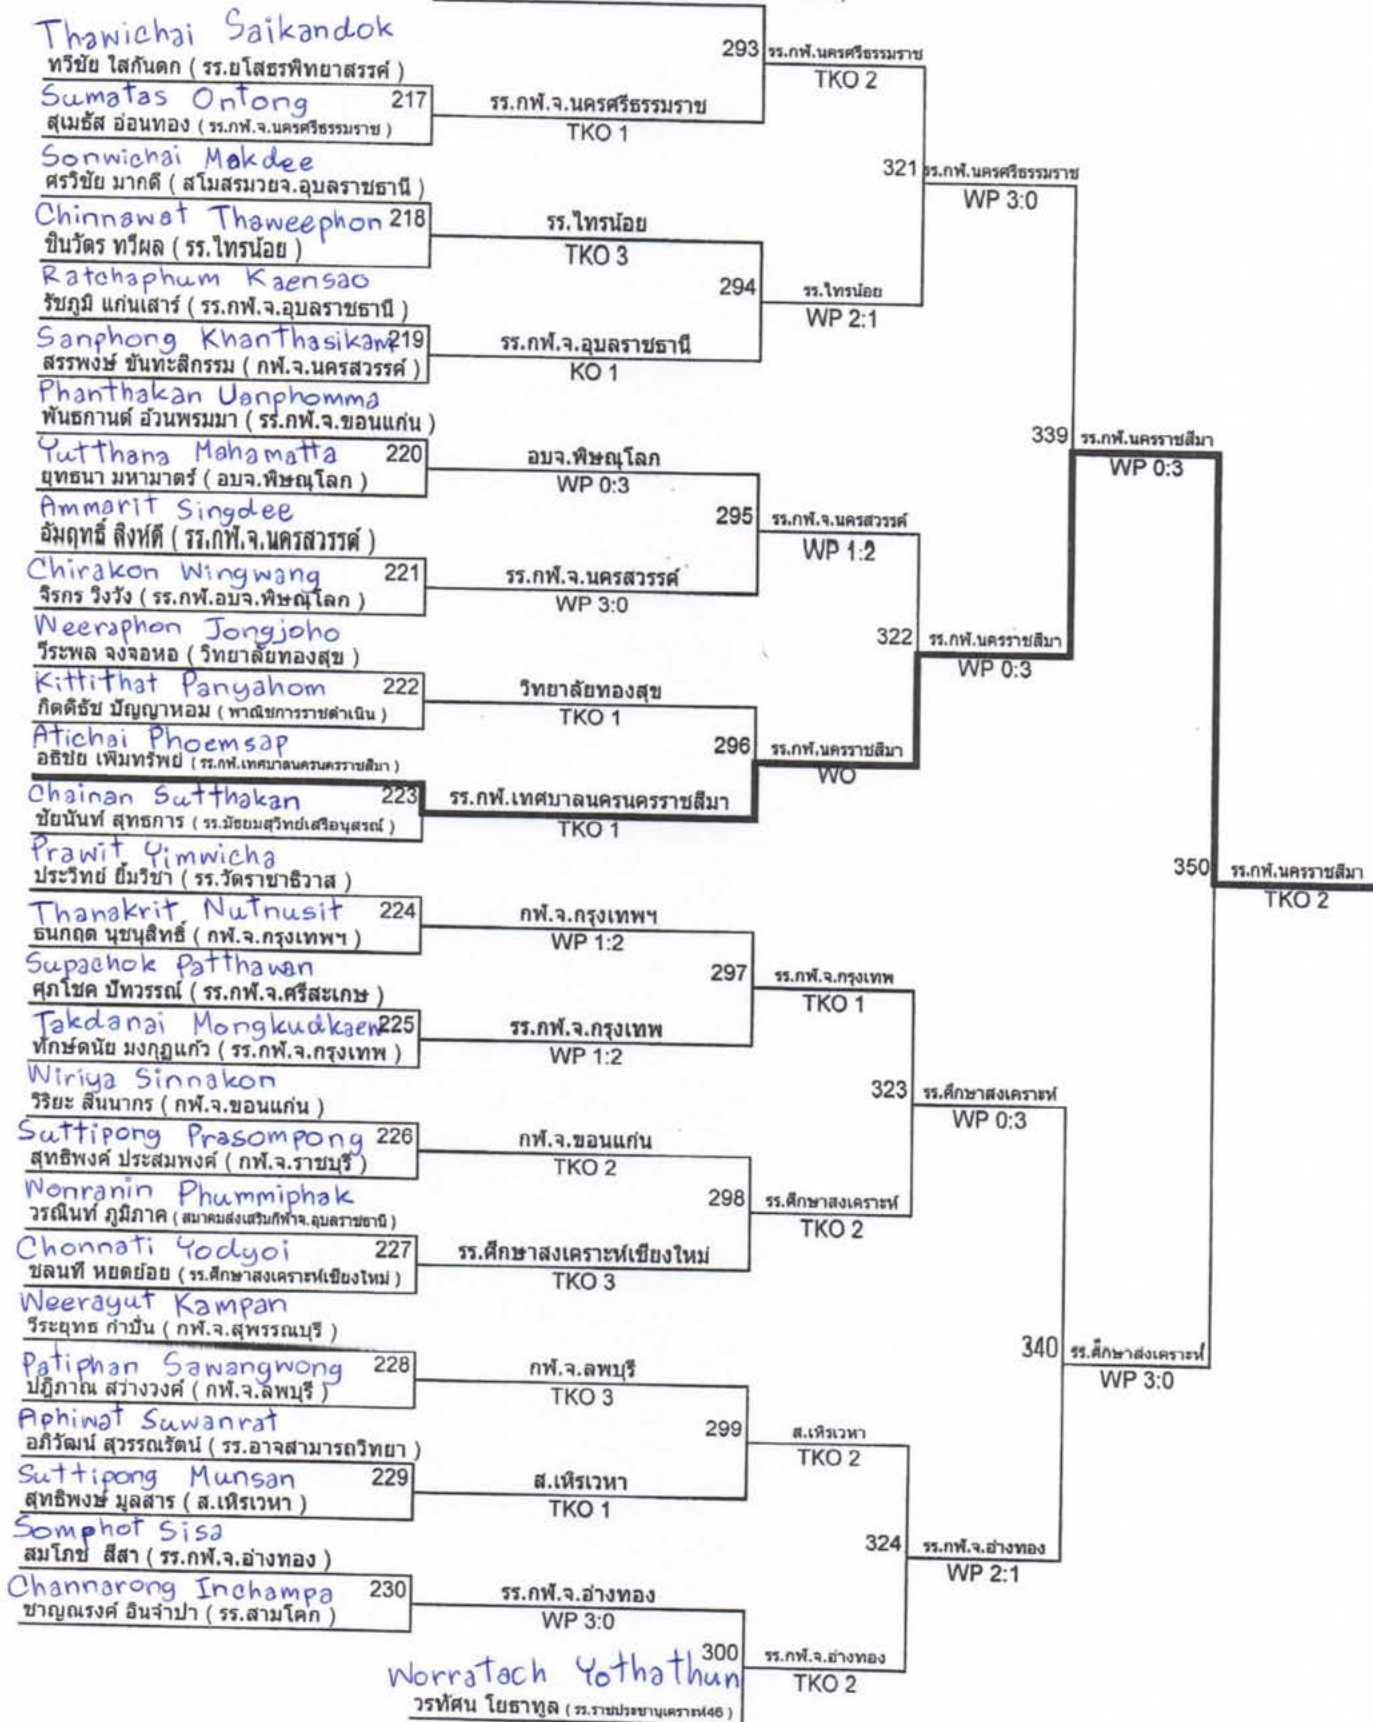 Thawichai Saikandok
ทวีชัย ใสกันดก ( รร.ยโสธรพิทยาสรรค์ )
Sumatas Ontong 217
สุเมธัส อ่อนทอง ( รร.กฬ.จ.นครศรีธรรมราช )
รร.กฬ.จ.นครศรีธรรมราช
TKO 1
293 รร.กฬ.นครศรีธรรมราช
TKO 2
Sonwichai Makdee
ศรวิชัย มากดี ( สโมสรมวยจ.อุบลราชธานี )
321 รร.กฬ.นครศรีธรรมราช
WP 3:0
Chinnawat Thaweephon 218
ชินวัตร ทวีผล ( รร.ไทรน้อย )
รร.ไทรน้อย
TKO 3
Ratchaphum Kaensao
รัชภูมิ แก่นเสาร์ ( รร.กฬ.จ.อุบลราชธานี )
294 รร.ไทรน้อย
WP 2:1
Sanphong Khanthasikam 219
สรรพงษ์ ขันทะสิกรรม ( กฬ.จ.นครสวรรค์ )
รร.กฬ.จ.อุบลราชธานี
KO 1
Phanthakan Uanphomma
พันธกานต์ อ้วนพรมมา ( รร.กฬ.จ.ขอนแก่น )
339 รร.กฬ.นครราชสีมา
WP 0:3
Yutthana Mahamatta 220
ยุทธนา มหามาตร์ ( อบจ.พิษณุโลก )
อบจ.พิษณุโลก
WP 0:3
Ammarit Singdee
อัมฤทธิ์ สิงห์ดี ( รร.กฬ.จ.นครสวรรค์ )
295 รร.กฬ.จ.นครสวรรค์
WP 1:2
Chirakon Wingwang 221
จิรกร วิงวัง ( รร.กฬ.อบจ.พิษณุโลก )
รร.กฬ.จ.นครสวรรค์
WP 3:0
Weeraphon Jongjoho
วีระพล จงจอหอ ( วิทยาลัยทองสุข )
322 รร.กฬ.นครราชสีมา
WP 0:3
Kittithat Panyahom 222
กิตติธัช ปัญญาหอม ( พาณิชการราชดำเนิน )
วิทยาลัยทองสุข
TKO 1
Atichai Phoemsap
อธิชัย เพิ่มทรัพย์ ( รร.กฬ.เทศบาลนครนครราชสีมา )
296 รร.กฬ.นครราชสีมา
WO
Chainan Sutthakan 223
ชัยนันท์ สุทธการ ( รร.มัธยมสุวิทย์เสรีอนุสรณ์ )
รร.กฬ.เทศบาลนครนครราชสีมา
TKO 1
Prawit Yimwicha
ประวิทย์ ยิ้มวิชา ( รร.วัดราชาธิวาส )
350 รร.กฬ.นครราชสีมา
TKO 2
Thanakrit Nutnusit 224
ธนกฤต นุชนุสิทธิ์ ( กฬ.จ.กรุงเทพฯ )
กฬ.จ.กรุงเทพฯ
WP 1:2
Supachok Patthawan
ศุภโชค ปัทวรรณ์ ( รร.กฬ.จ.ศรีสะเกษ )
297 รร.กฬ.จ.กรุงเทพ
TKO 1
Takdanai Mongkudkaew 225
ทักษ์ดนัย มงกุฎแก้ว ( รร.กฬ.จ.กรุงเทพ )
รร.กฬ.จ.กรุงเทพ
WP 1:2
Wiriya Sinnakon
วิริยะ สินนากร ( กฬ.จ.ขอนแก่น )
323 รร.ศึกษาสงเคราะห์
WP 0:3
Suttipong Prasompong 226
สุทธิพงศ์ ประสมพงศ์ ( กฬ.จ.ราชบุรี )
กฬ.จ.ขอนแก่น
TKO 2
Wonranin Phummiphak
วรณินท์ ภูมิภาค ( สมาคมส่งเสริมกีฬาจ.อุบลราชธานี )
298 รร.ศึกษาสงเคราะห์
TKO 2
Chonnati Yodyoi 227
ชลนที หยดย้อย ( รร.ศึกษาสงเคราะห์เชียงใหม่ )
รร.ศึกษาสงเคราะห์เชียงใหม่
TKO 3
Weerayut Kampan
วีระยุทธ กำปั่น ( กฬ.จ.สุพรรณบุรี )
340 รร.ศึกษาสงเคราะห์
WP 3:0
Patiphan Sawangwong 228
ปฏิภาณ สว่างวงศ์ ( กฬ.จ.ลพบุรี )
กฬ.จ.ลพบุรี
TKO 3
Aphiwat Suwanrat
อภิวัฒน์ สุวรรณรัตน์ ( รร.อาจสามารถวิทยา )
299 ส.เหิรเวหา
TKO 2
Suttipong Munsan 229
สุทธิพงษ์ มูลสาร ( ส.เหิรเวหา )
ส.เหิรเวหา
TKO 1
Somphot Sisa
สมโภช สีสา ( รร.กฬ.จ.อ่างทอง )
324 รร.กฬ.จ.อ่างทอง
WP 2:1
Channarong Inchampa 230
ชาญณรงค์ อินจำปา ( รร.สามโคก )
รร.กฬ.จ.อ่างทอง
WP 3:0
300 รร.กฬ.จ.อ่างทอง
TKO 2
Worratach Yothathun
วรทัศน โยธาทูล ( รร.ราชประชานุเคราะห์46 )